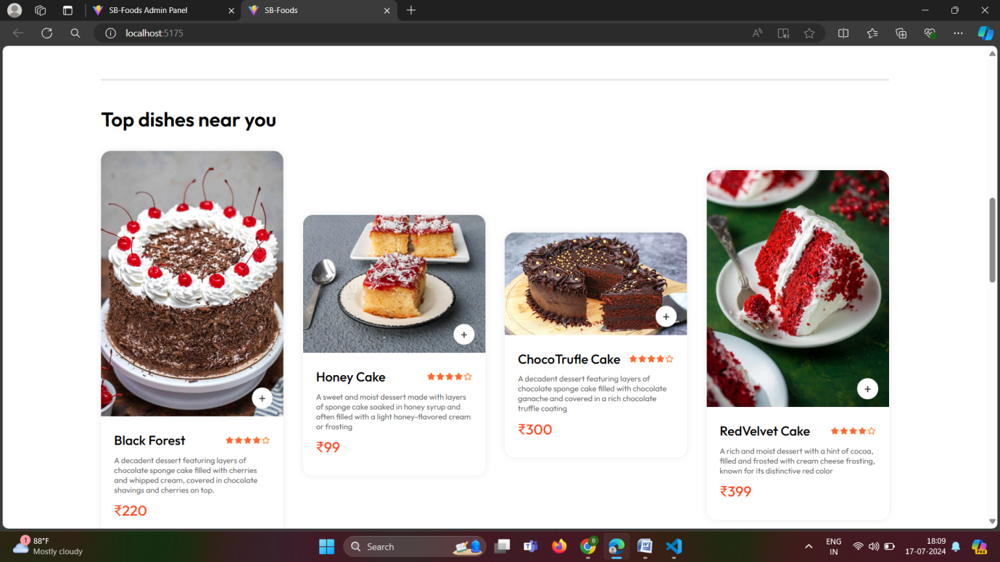 SB-Foods Admin Panel
SB-Foods
localhost:5175
Top dishes near you
Black Forest
A decadent dessert featuring layers of
chocolate sponge cake filled with cherries
and whipped cream, covered in chocolate
shavings and cherries on top.
₹220
Honey Cake
A sweet and moist dessert made with layers
of sponge cake soaked in honey syrup and
often filled with a light honey-flavored cream
or frosting
₹99
ChocoTrufle Cake
A decadent dessert featuring layers of
chocolate sponge cake filled with chocolate
ganache and covered in a rich chocolate
truffle coating
₹300
RedVelvet Cake
A rich and moist dessert with a hint of cocoa,
filled and frosted with cream cheese frosting,
known for its distinctive red color
₹399
1
88°F
Mostly cloudy
Search
B
ENG
IN
18:09
17-07-2024
PRE